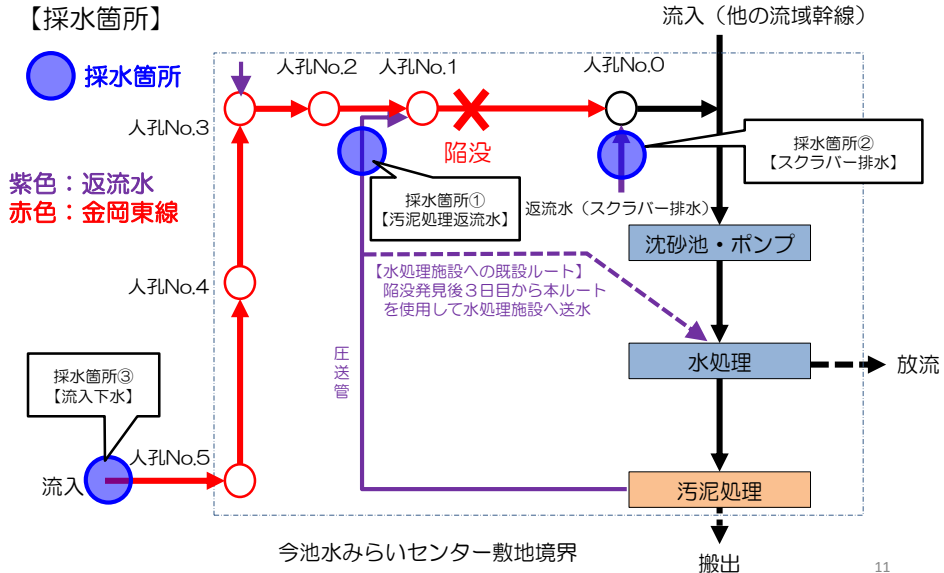 【採水箇所】
採水箇所
紫色：返流水
赤色：金岡東線
流入（他の流域幹線）
人孔No.2
人孔No.1
人孔No.0
人孔No.3
陥没
採水箇所①
【汚泥処理返流水】
採水箇所②
【スクラバー排水】
返流水（スクラバー排水）
沈砂池・ポンプ
人孔No.4
【水処理施設への既設ルート】
陥没発見後３日目から本ルート
を使用して水処理施設へ送水
圧送管
水処理
放流
採水箇所③
【流入下水】
人孔No.5
流入
汚泥処理
今池水みらいセンター敷地境界
搬出
11